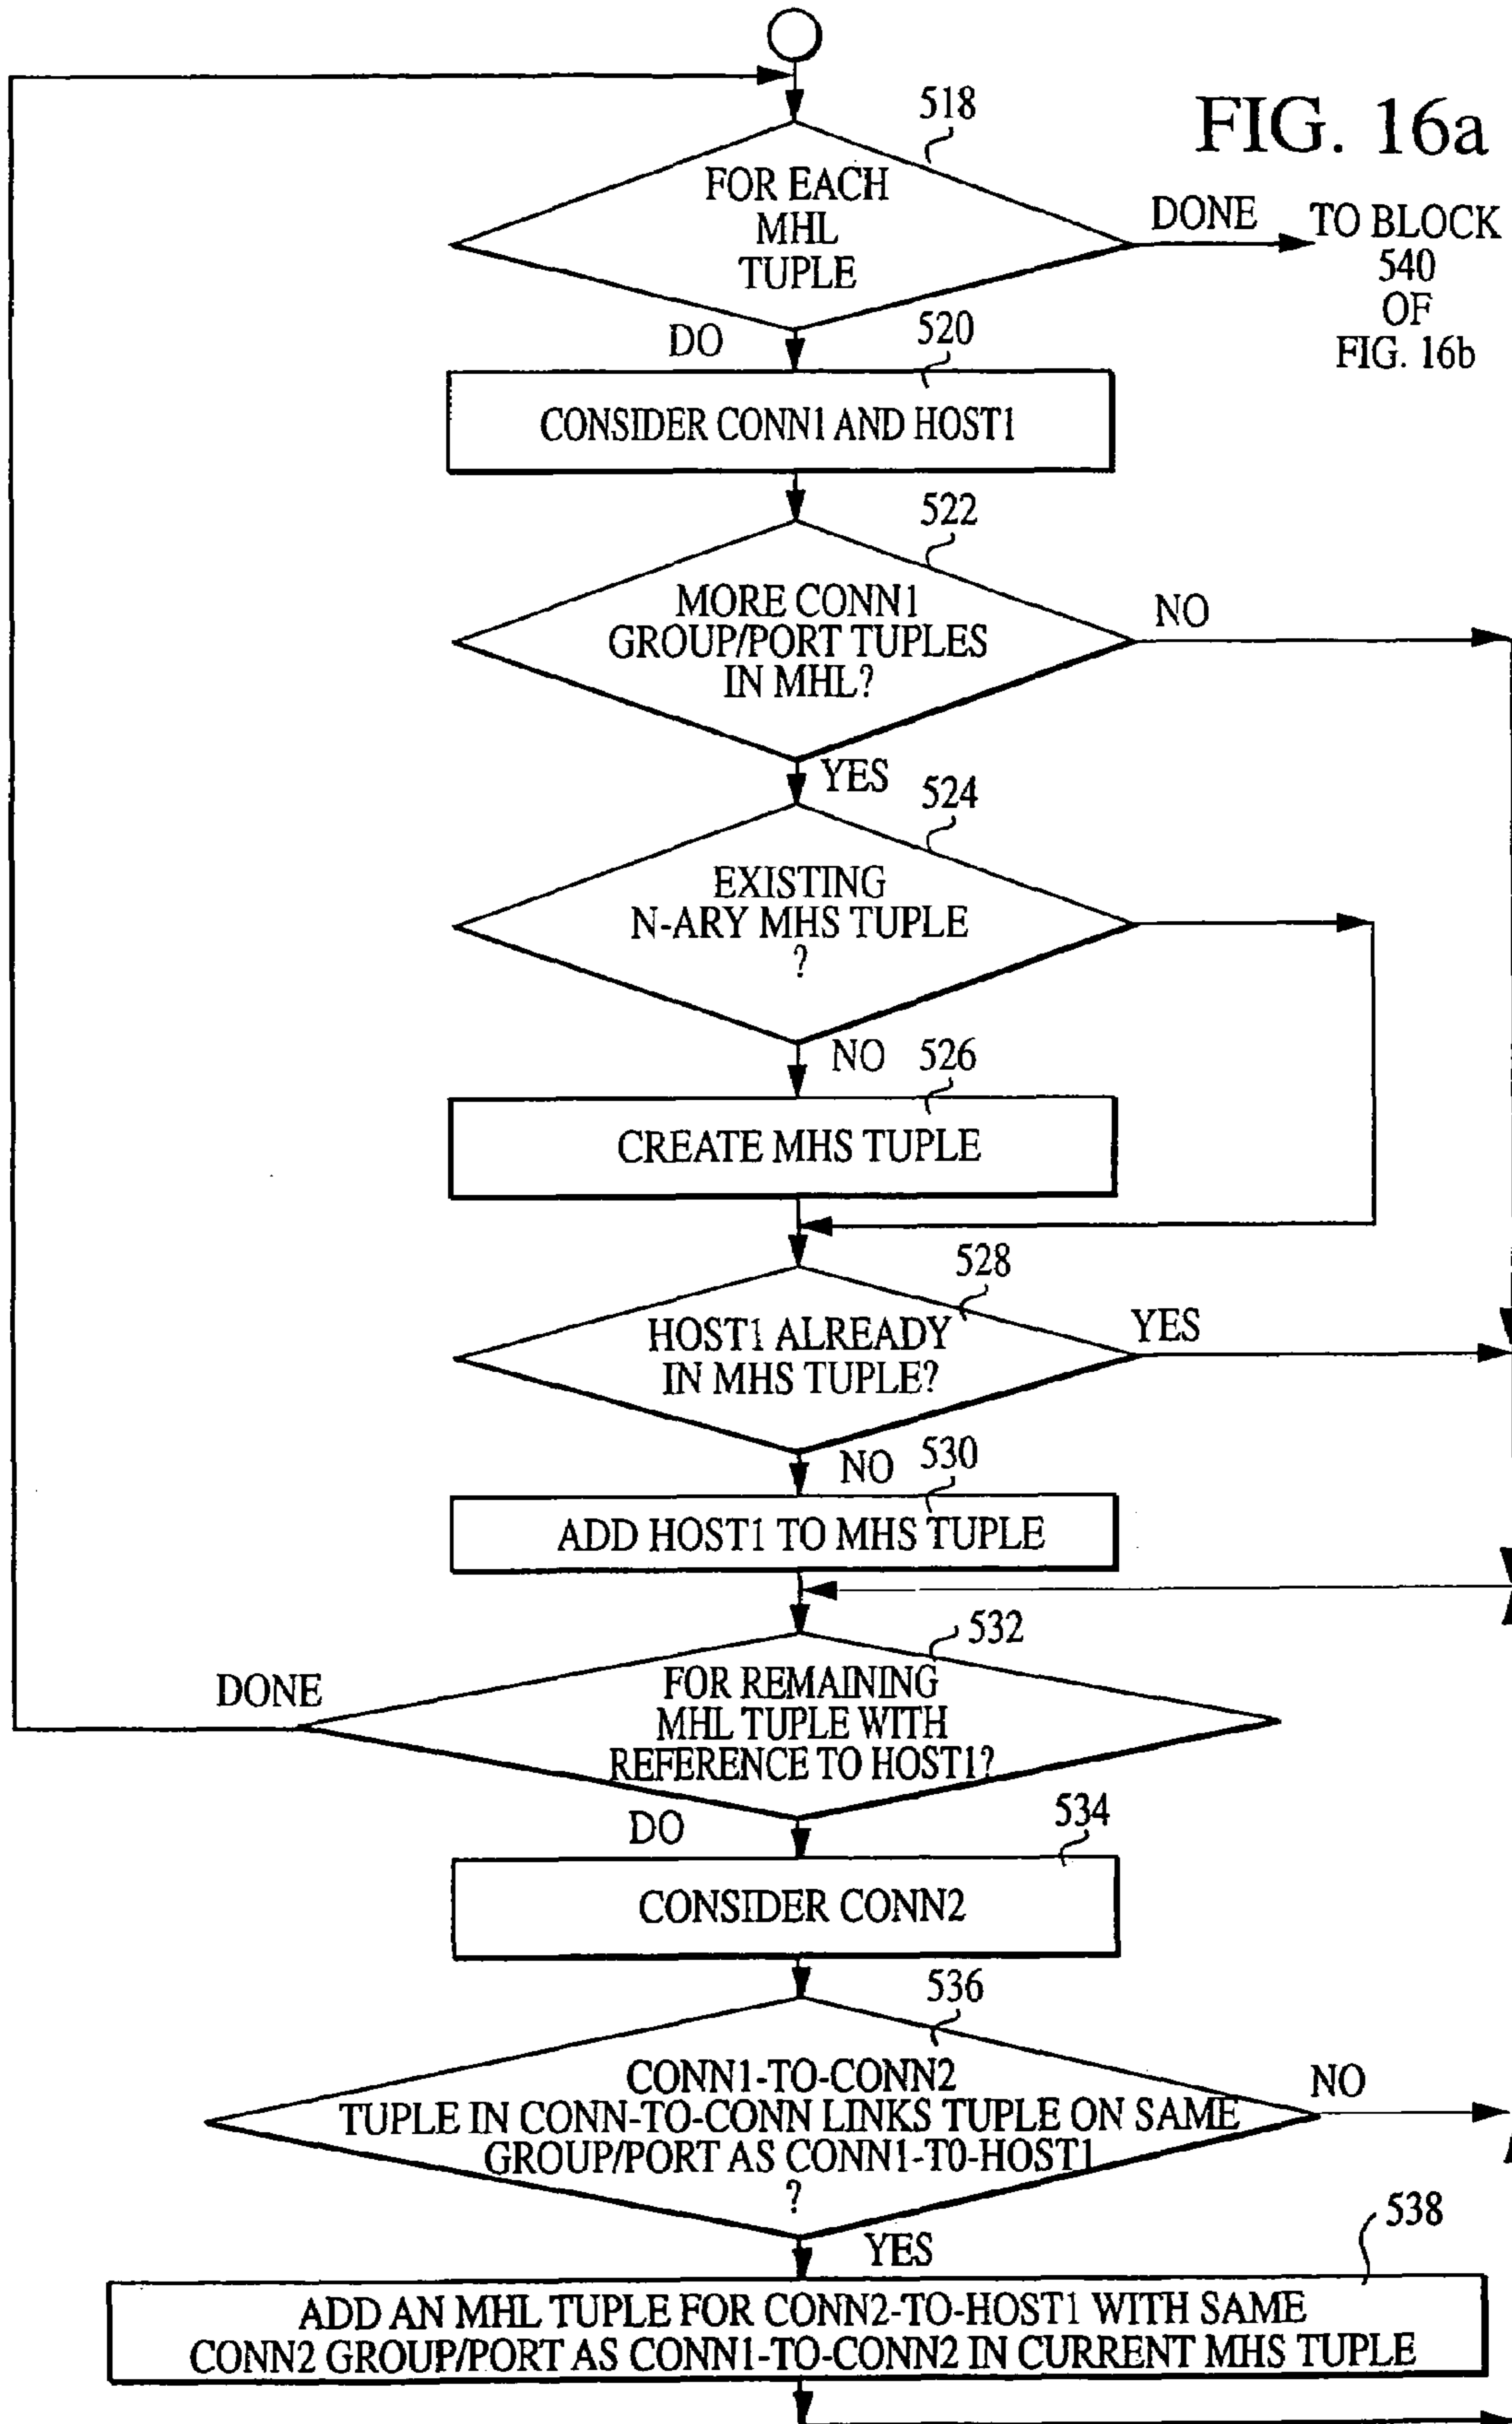 FIG. 16a
518
FOR EACH
MHL
TUPLE
DONE
TO BLOCK
540
OF
FIG. 16b
DO
520
CONSIDER CONN1 AND HOST1
522
MORE CONN1
GROUP/PORT TUPLES
IN MHL?
NO
YES
524
EXISTING
N-ARY MHS TUPLE
?
NO
526
CREATE MHS TUPLE
528
HOST1 ALREADY
IN MHS TUPLE?
YES
NO
530
ADD HOST1 TO MHS TUPLE
532
FOR REMAINING
MHL TUPLE WITH
REFERENCE TO HOST1?
DONE
DO
534
CONSIDER CONN2
536
CONN1-TO-CONN2
TUPLE IN CONN-TO-CONN LINKS TUPLE ON SAME
GROUP/PORT AS CONN1-T0-HOST1
?
NO
YES
538
ADD AN MHL TUPLE FOR CONN2-TO-HOST1 WITH SAME
CONN2 GROUP/PORT AS CONN1-TO-CONN2 IN CURRENT MHS TUPLE